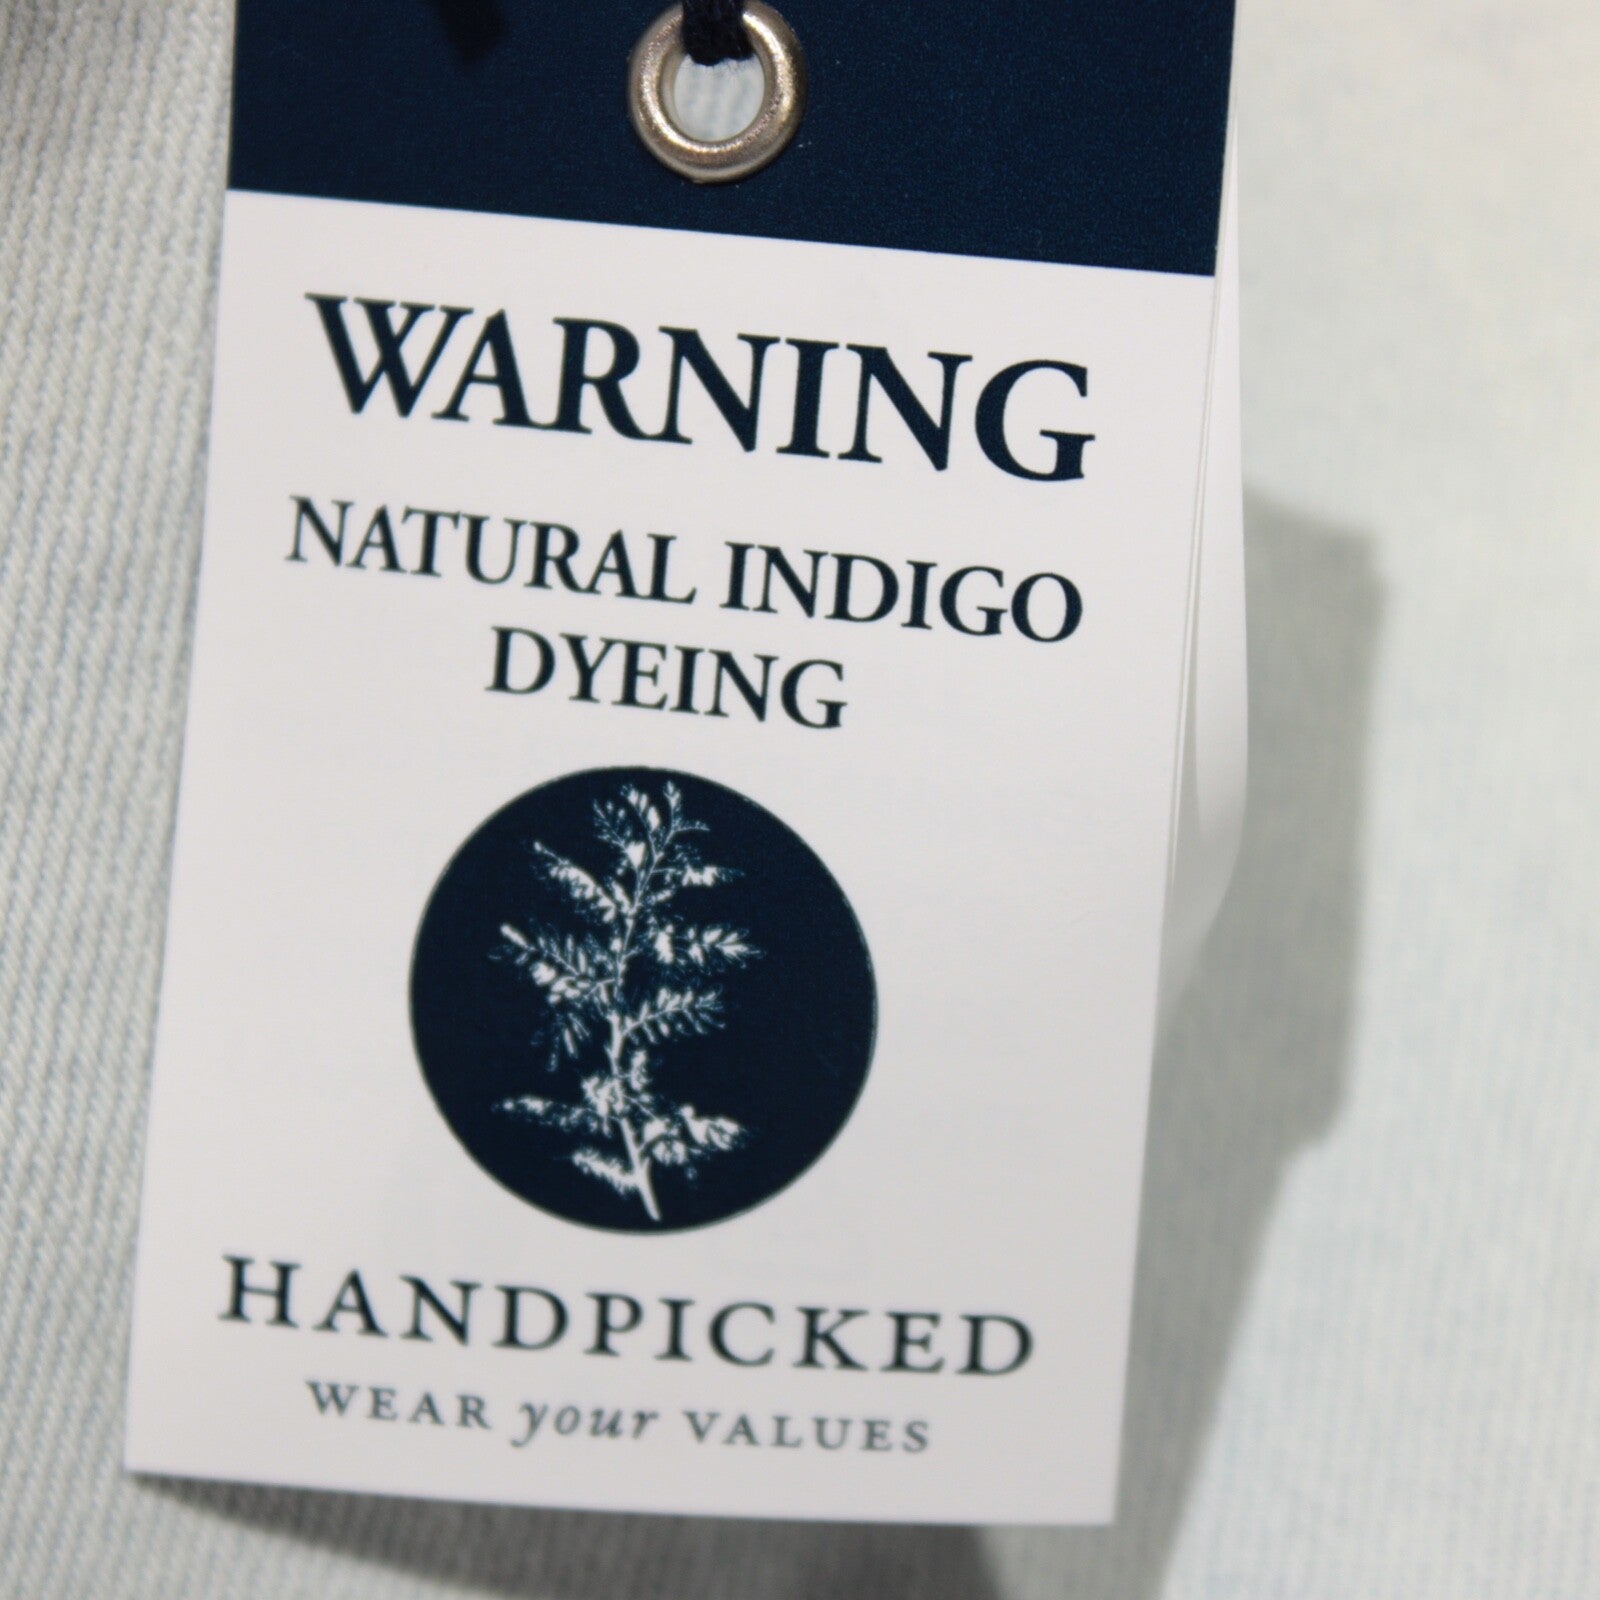 WARNING
NATURAL INDIGO
DYEING
HANDPICKED
WEAR your VALUES